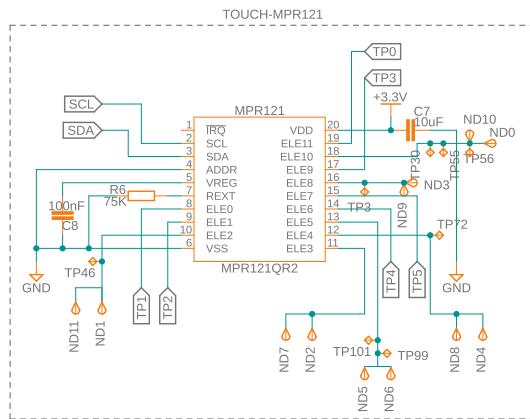 TOUCH-MPR121
TP0
TP3
+3.3V
C7
10uF
ND10
ND0
SCL
SDA
MPR121
1 IRQ
2 SCL
3 SDA
4 ADDR
5 VREG
7 REXT
8 ELE0
9 ELE1
10 ELE2
6 VSS
VDD 20
ELE11 19
ELE10 18
ELE9 17
ELE8 16
ELE7 15
ELE6 14
ELE5 13
ELE4 12
ELE3 11
MPR121QR2
TP30
TP55
TP56
R6
75K
100nF
C8
TP3
ND9
ND3
TP72
TP46
GND
TP1
TP2
TP4
TP5
GND
ND11
ND1
ND7
ND2
TP101
TP99
ND5
ND6
ND8
ND4